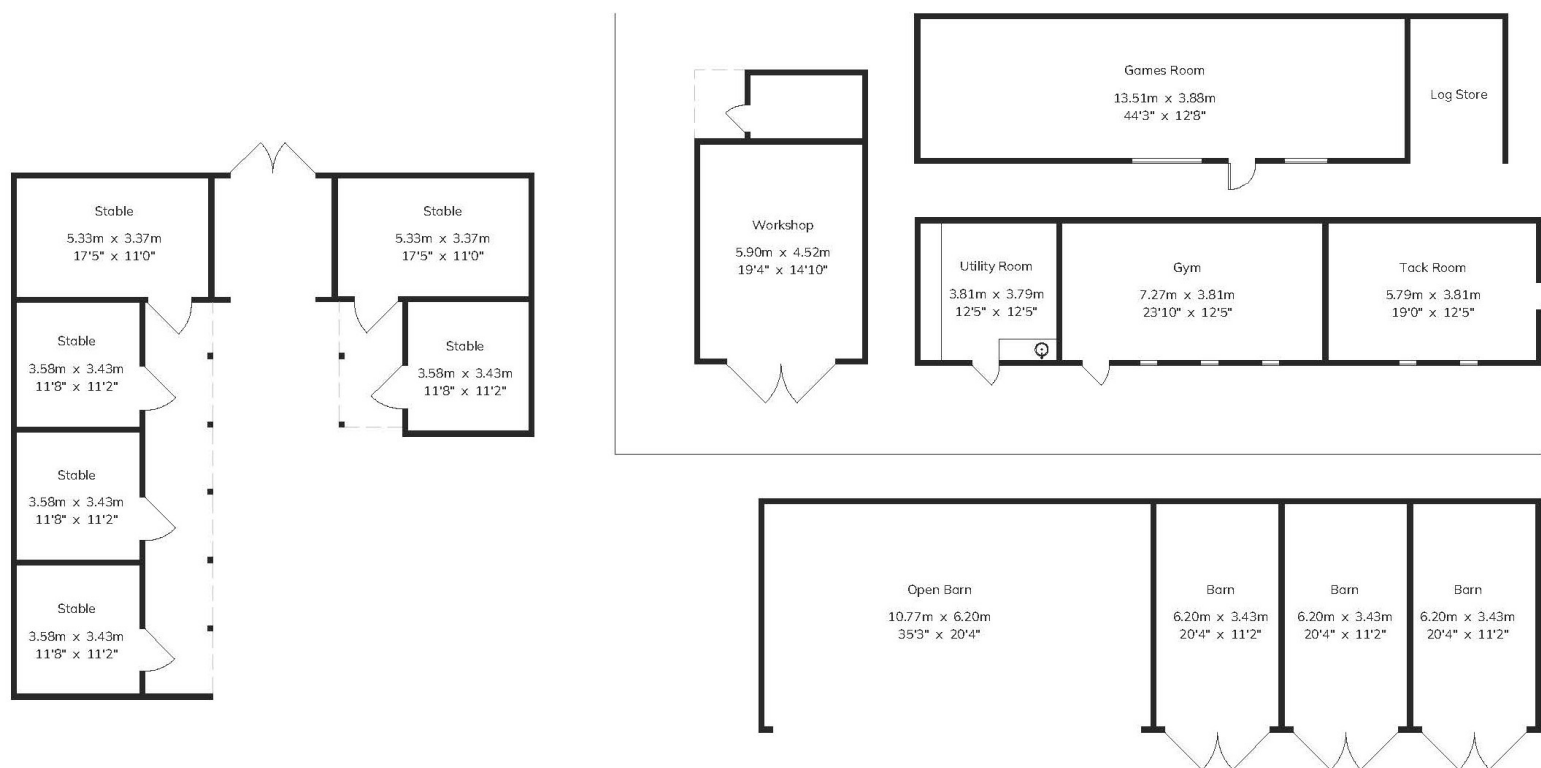 Stable
5.33m x 3.37m
17'5" x 11'0"
Stable
5.33m x 3.37m
17'5" x 11'0"
Stable
3.58m x 3.43m
11'8" x 11'2"
Stable
3.58m x 3.43m
11'8" x 11'2"
Stable
3.58m x 3.43m
11'8" x 11'2"
Stable
3.58m x 3.43m
11'8" x 11'2"
Workshop
5.90m x 4.52m
19'4" x 14'10"
Games Room
13.51m x 3.88m
44'3" x 12'8"
Log Store
Utility Room
3.81m x 3.79m
12'5" x 12'5"
Gym
7.27m x 3.81m
23'10" x 12'5"
Tack Room
5.79m x 3.81m
19'0" x 12'5"
Open Barn
10.77m x 6.20m
35'3" x 20'4"
Barn
6.20m x 3.43m
20'4" x 11'2"
Barn
6.20m x 3.43m
20'4" x 11'2"
Barn
6.20m x 3.43m
20'4" x 11'2"